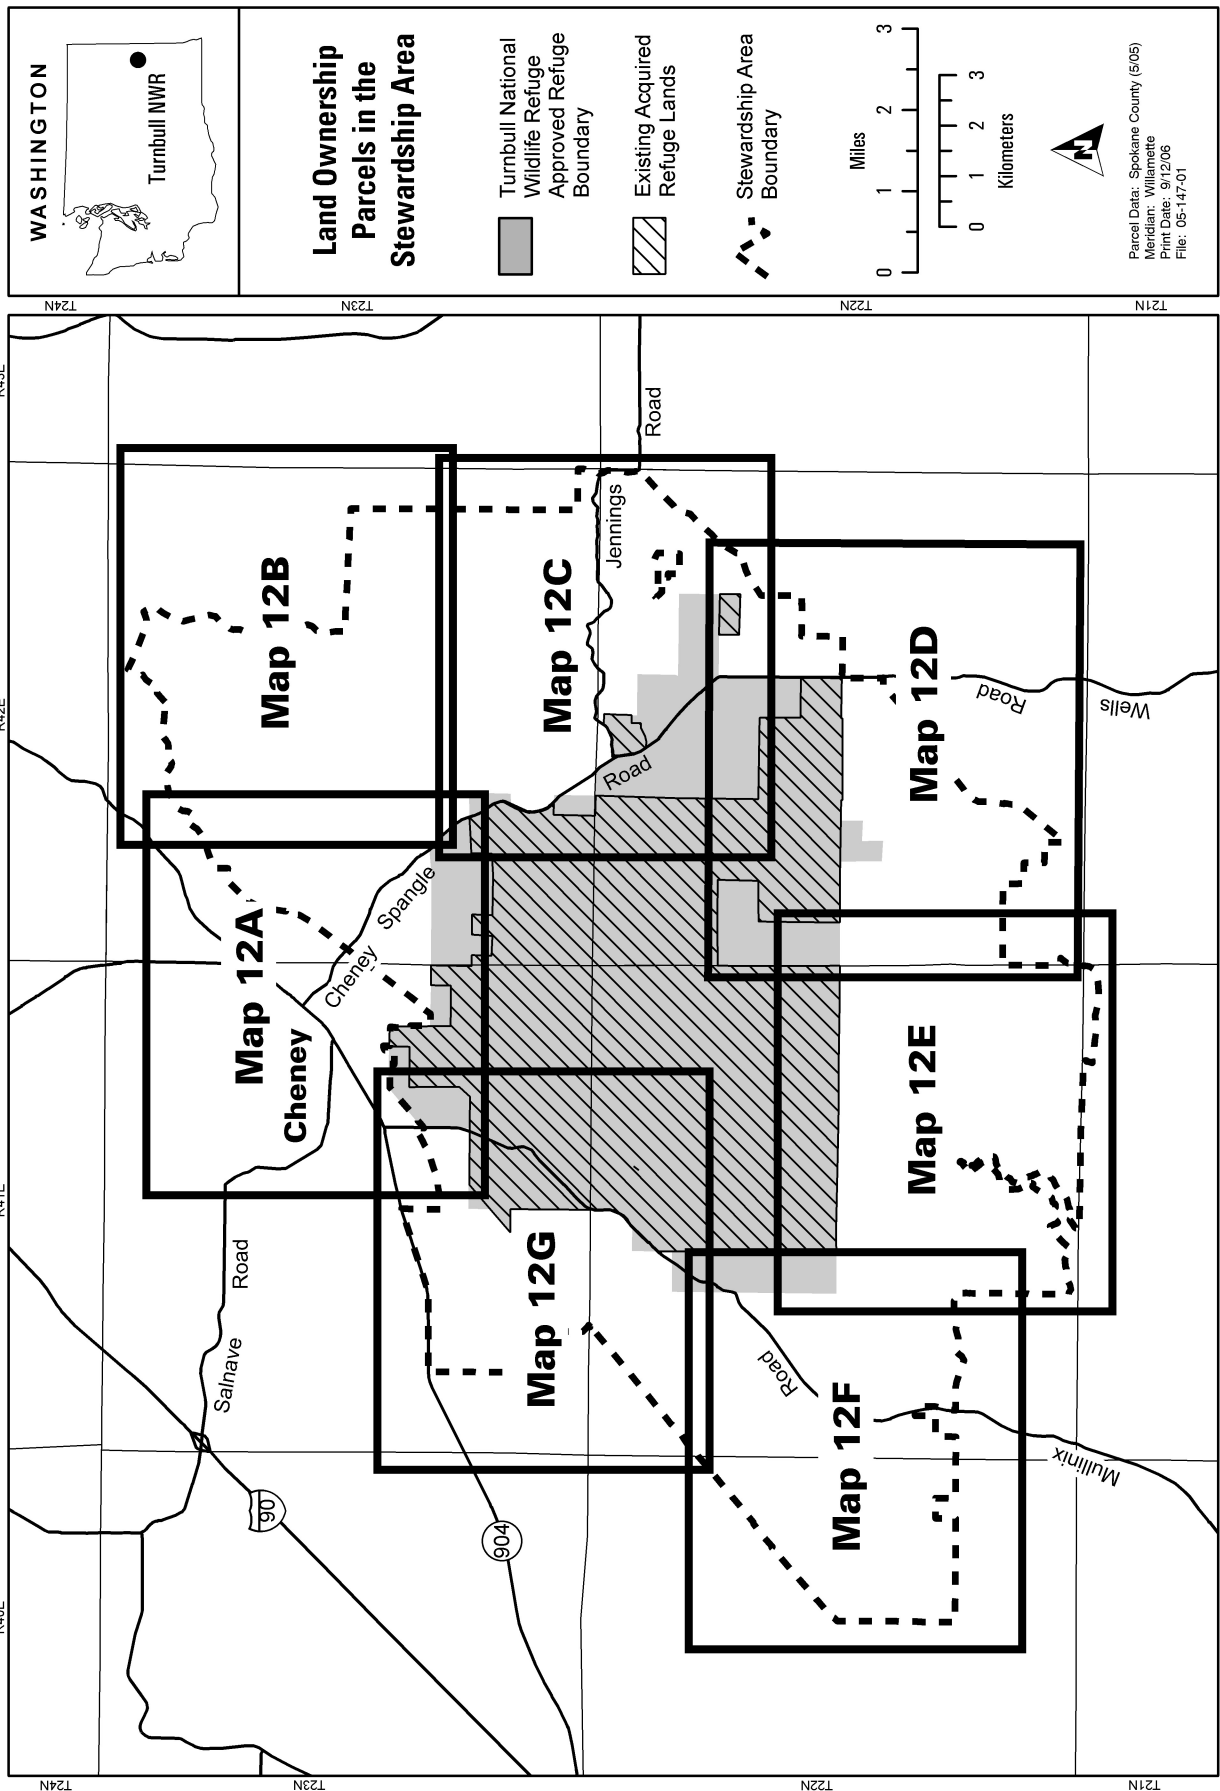 WASHINGTON
Turnbull NWR
Land Ownership
Parcels in the
Stewardship Area
Turnbull National
Wildlife Refuge
Approved Refuge
Boundary
Existing Acquired
Refuge Lands
Stewardship Area
Boundary
Miles
0 1 2 3
0 1 2 3
Kilometers
N
Parcel Data: Spokane County (5/05)
Meridian: Willamette
Print Date: 9/12/06
File: 05-147-01
T24N
T23N
T22N
T21N
Map 12A
Map 12B
Map 12C
Map 12D
Map 12E
Map 12F
Map 12G
Cheney
Cheney
Spangle
Road
Jennings
Road
Salnave
Road
Road
Mullinix
Road
Wells
90
904
T24N
T23N
T22N
T21N